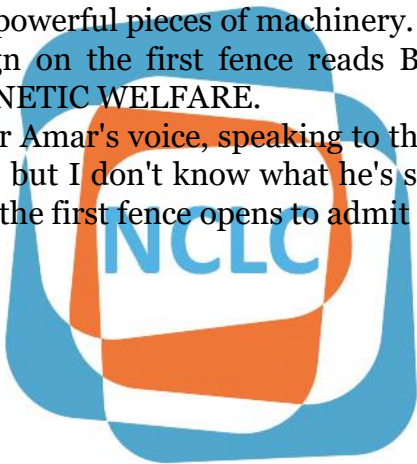 powerful pieces of machinery.
gn on the first fence reads B
NETIC WELFARE.
r Amar's voice, speaking to th
but I don't know what he's s
the first fence opens to admit
NCLC